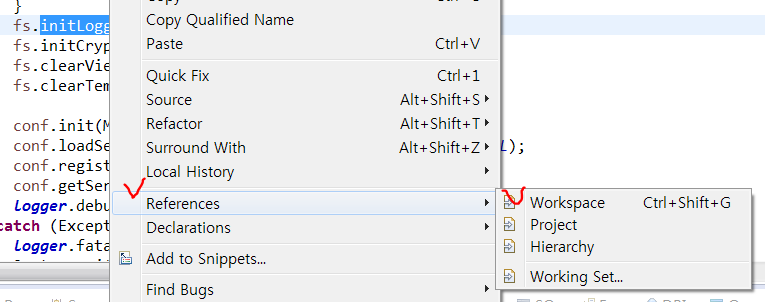 }
fs.initLogg
Copy Qualified Name
fs.initCryp
Paste Ctrl+V
fs.clearVie
fs.clearTem
Quick Fix Ctrl+1
Source Alt+Shift+S
Refactor Alt+Shift+T
conf.init(M
Surround With Alt+Shift+Z
conf.loadSe L);
Local History
conf.regist
conf.getSer
References
Workspace Ctrl+Shift+G
logger.debu
Declarations
Project
catch (Except
Hierarchy
logger.fata
Add to Snippets...
Working Set...
Find Bugs